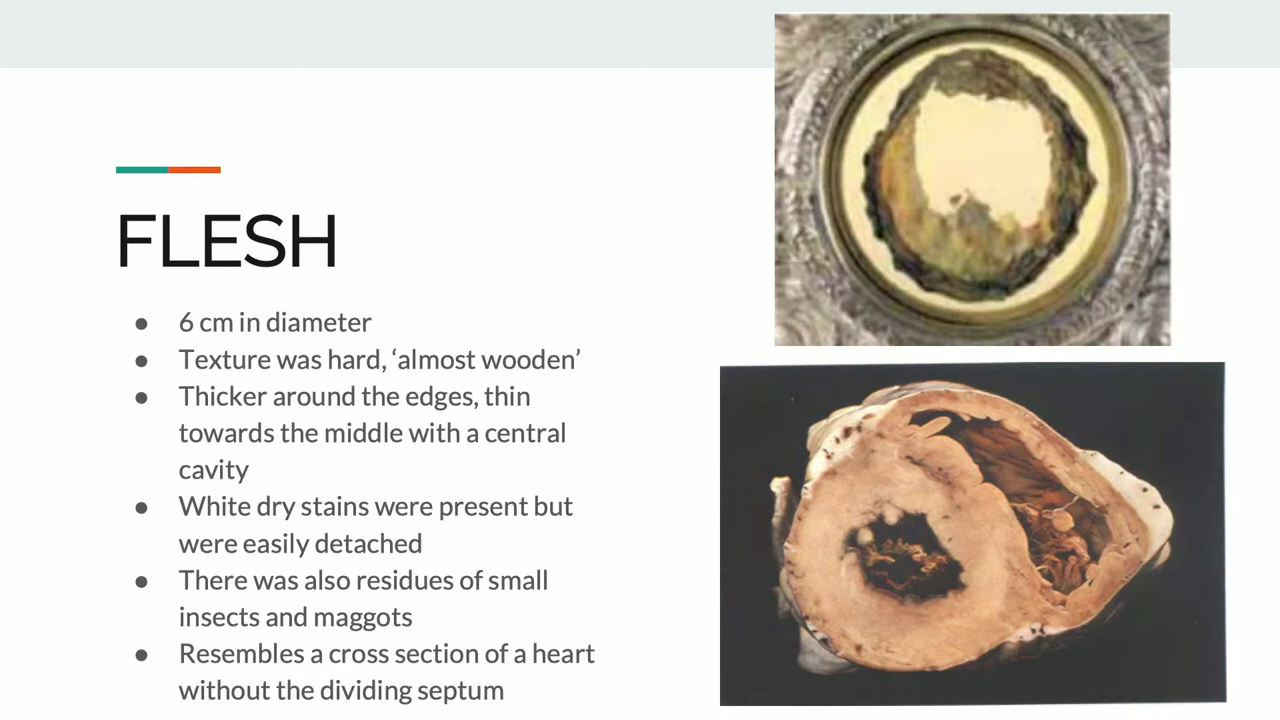 FLESH
● 6 cm in diameter
● Texture was hard, ‘almost wooden’
● Thicker around the edges, thin
towards the middle with a central
cavity
● White dry stains were present but
were easily detached
● There was also residues of small
insects and maggots
● Resembles a cross section of a heart
without the dividing septum